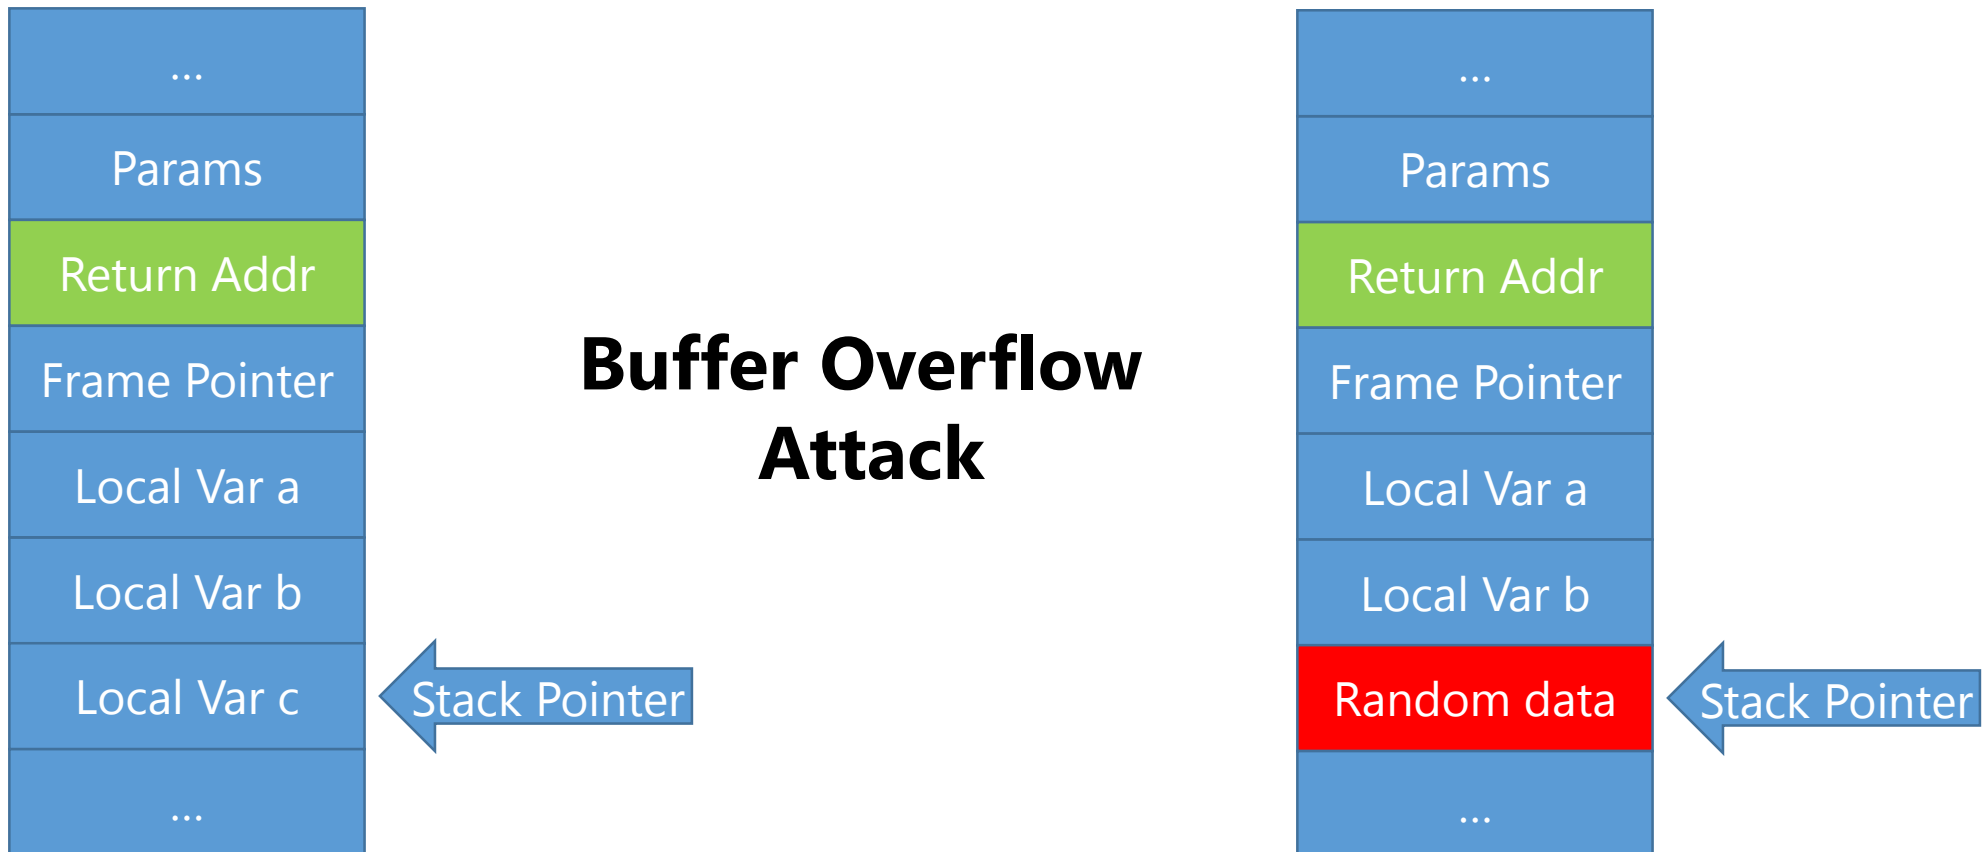 ...
Params
Return Addr
Frame Pointer
Local Var a
Local Var b
Local Var c
...
Stack Pointer
Buffer Overflow
Attack
...
Params
Return Addr
Frame Pointer
Local Var a
Local Var b
Random data
...
Stack Pointer